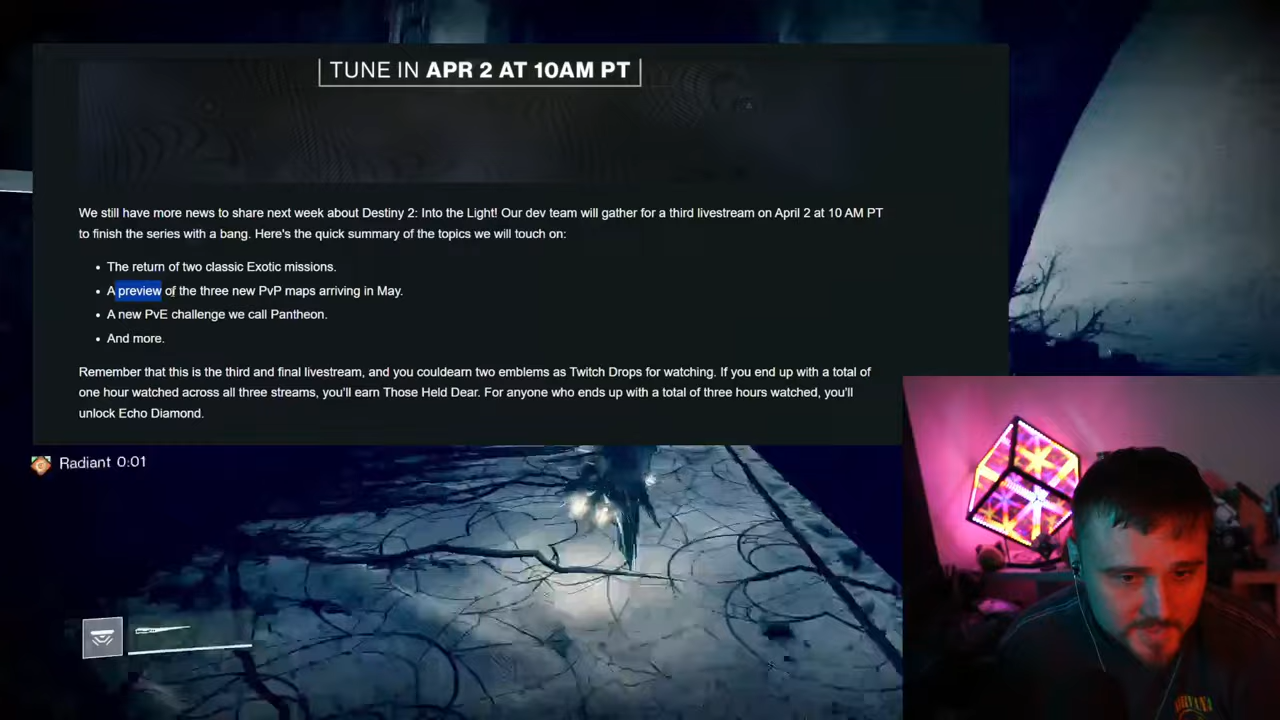 TUNE IN APR 2 AT 10AM PT
We still have more news to share next week about Destiny 2: Into the Light! Our dev team will gather for a third livestream on April 2 at 10 AM PT
to finish the series with a bang. Here's the quick summary of the topics we will touch on:
• The return of two classic Exotic missions.
• A preview of the three new PvP maps arriving in May.
• A new PvE challenge we call Pantheon.
• And more.
Remember that this is the third and final livestream, and you couldearn two emblems as Twitch Drops for watching. If you end up with a total of
one hour watched across all three streams, you'll earn Those Held Dear. For anyone who ends up with a total of three hours watched, you'll
unlock Echo Diamond.
Radiant 0:01
NIRVANA